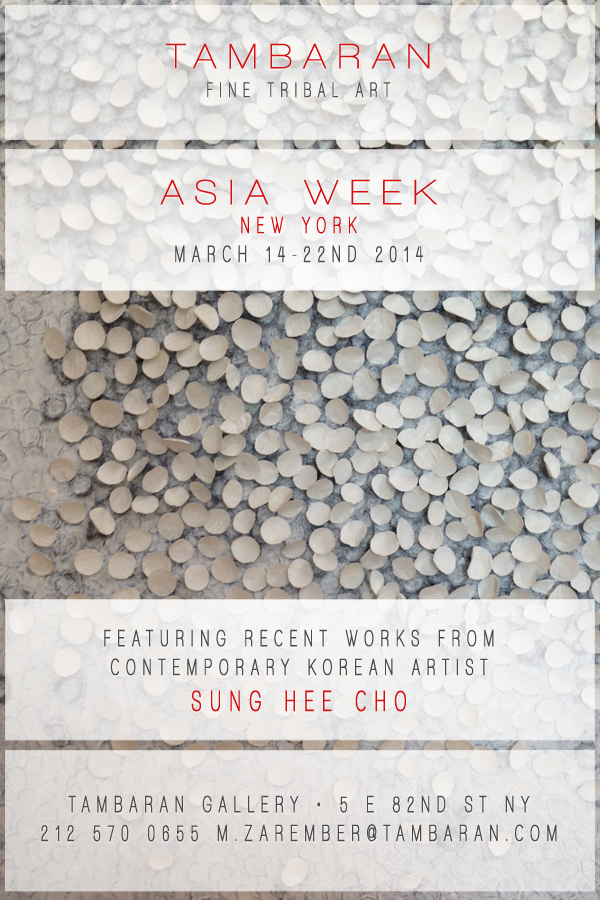 TAMBARAN
FINE TRIBAL ART
ASIA WEEK
NEW YORK
MARCH 14-22ND 2014
FEATURING RECENT WORKS FROM
CONTEMPORARY KOREAN ARTIST
SUNG HEE CHO
TAMBARAN GALLERY • 5 E 82ND ST NY
212 570 0655 M.ZAREMBER@TAMBARAN.COM